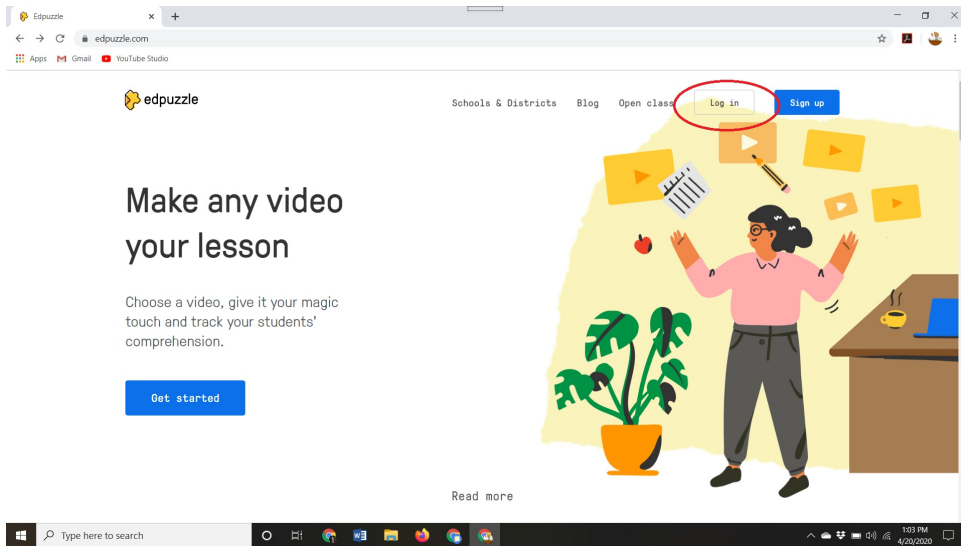 Edpuzzle
edpuzzle.com
Apps Gmail YouTube Studio
edpuzzle
Schools & Districts Blog Open class Log in Sign up
Make any video
your lesson
Choose a video, give it your magic
touch and track your students'
comprehension.
Get started
Read more
Type here to search
1:03 PM
4/20/2020